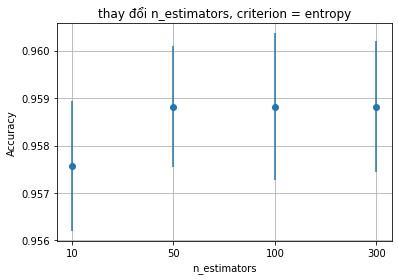 thay đổi n_estimators, criterion = entropy
0.960
0.959
0.958
0.957
0.956
Accuracy
10 50 100 300
n_estimators